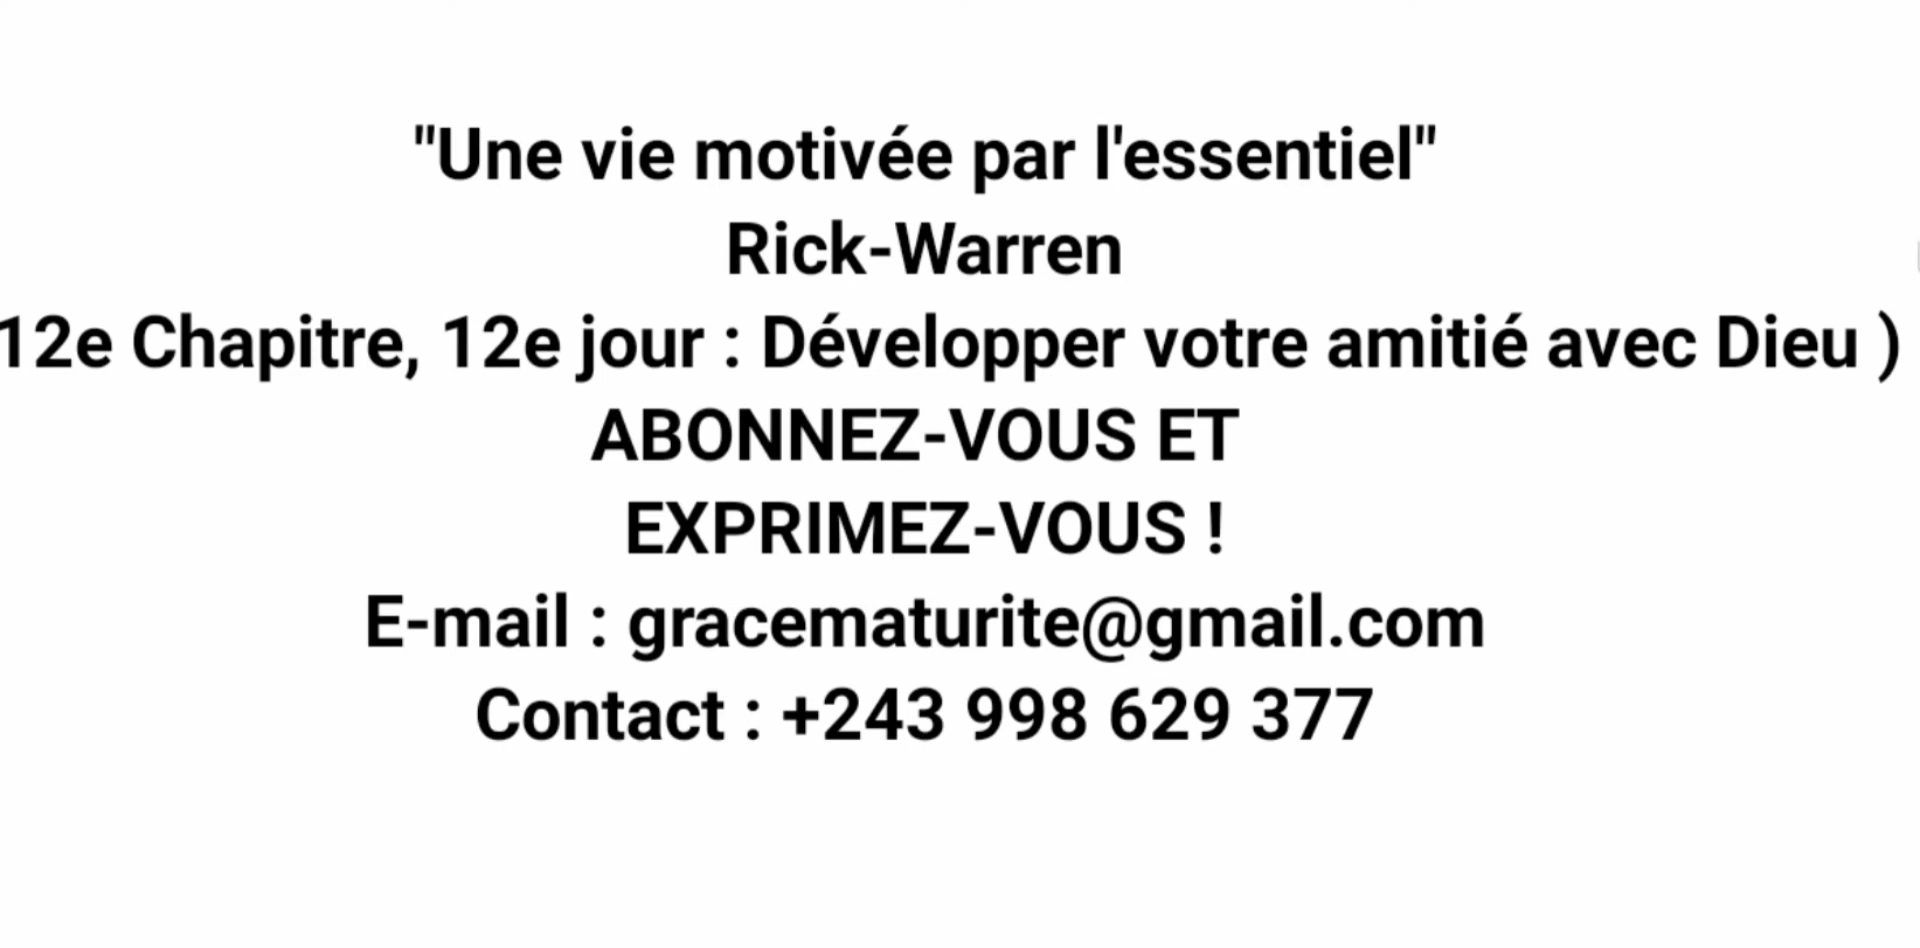 "Une vie motivée par l'essentiel"
Rick-Warren
12e Chapitre, 12e jour : Développer votre amitié avec Dieu )
ABONNEZ-VOUS ET
EXPRIMEZ-VOUS !
E-mail : gracematurite@gmail.com
Contact : +243 998 629 377